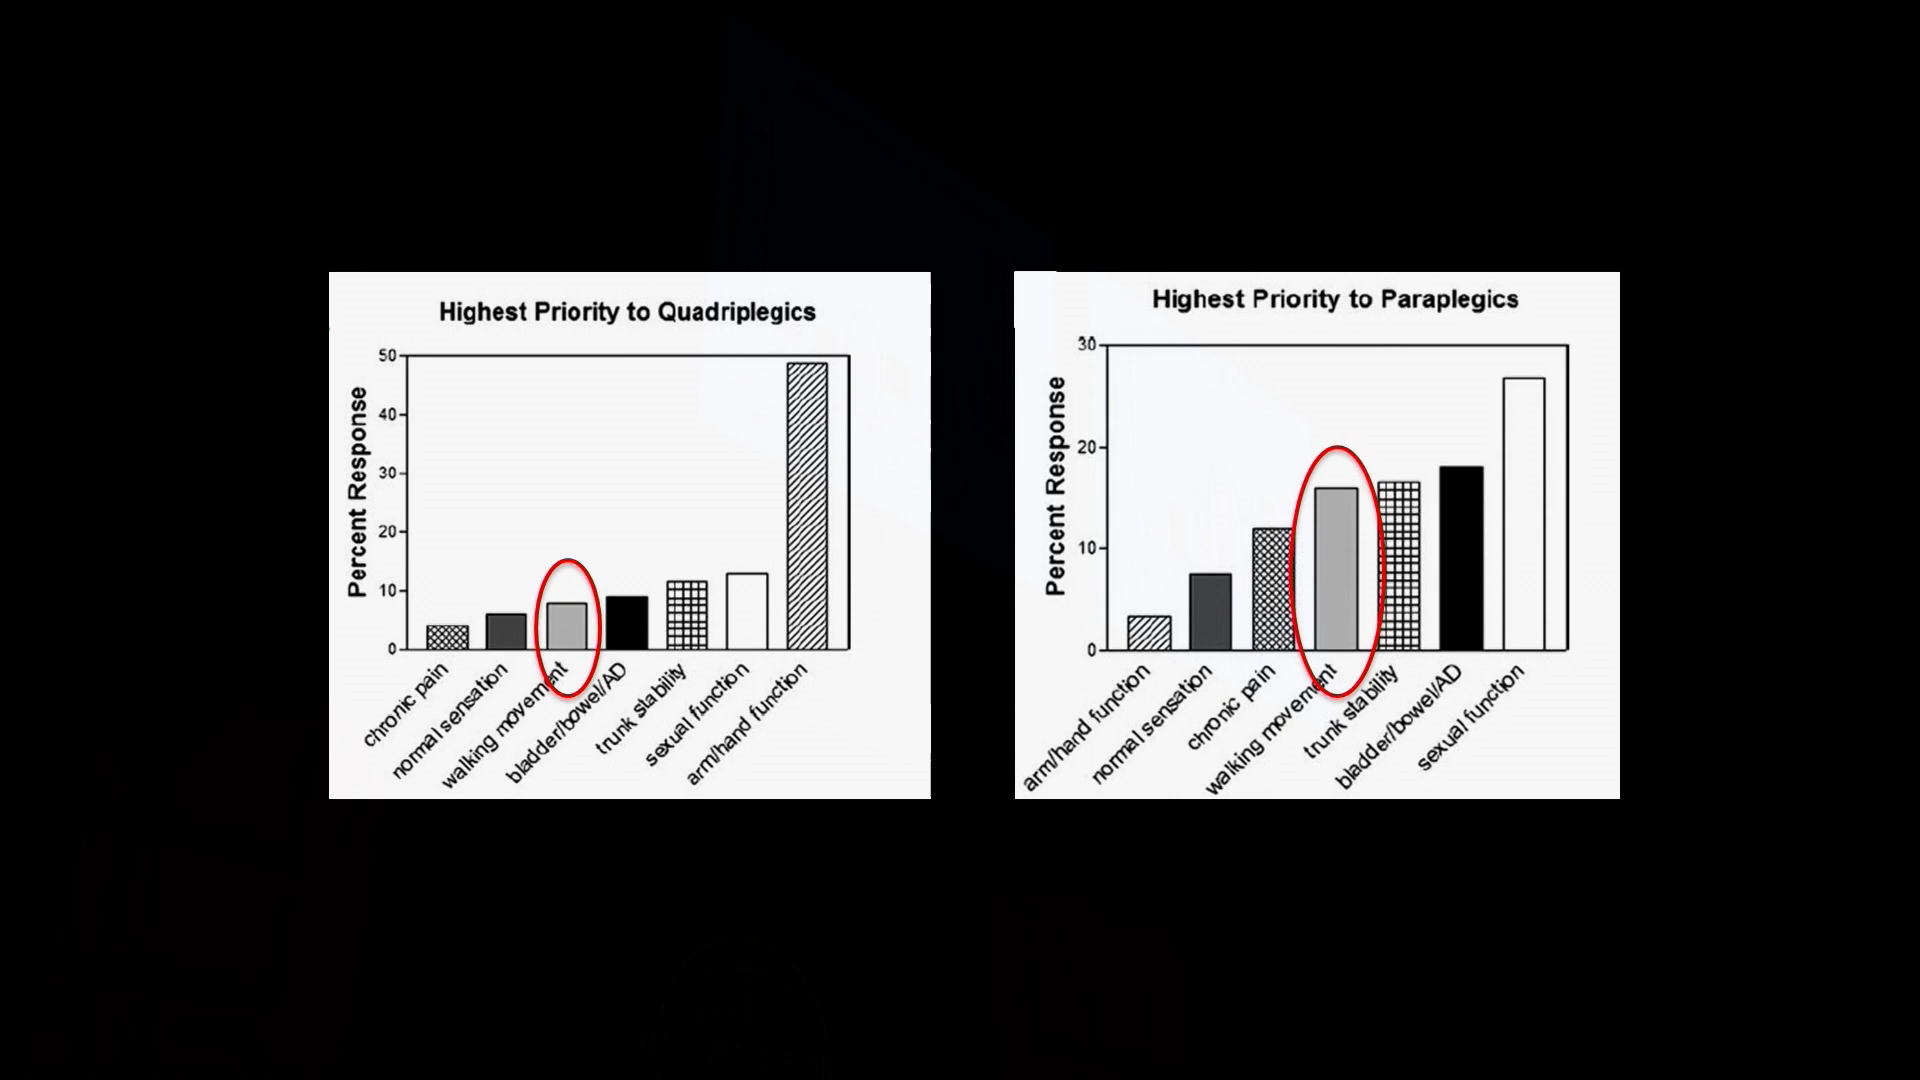 Highest Priority to Quadriplegics
Percent Response
50
40
30
20
10
0
chronic pain
normal sensation
walking movement
bladder/bowel/AD
trunk stability
sexual function
arm/hand function
Highest Priority to Paraplegics
Percent Response
30
20
10
0
arm/hand function
normal sensation
chronic pain
walking movement
trunk stability
bladder/bowel/AD
sexual function